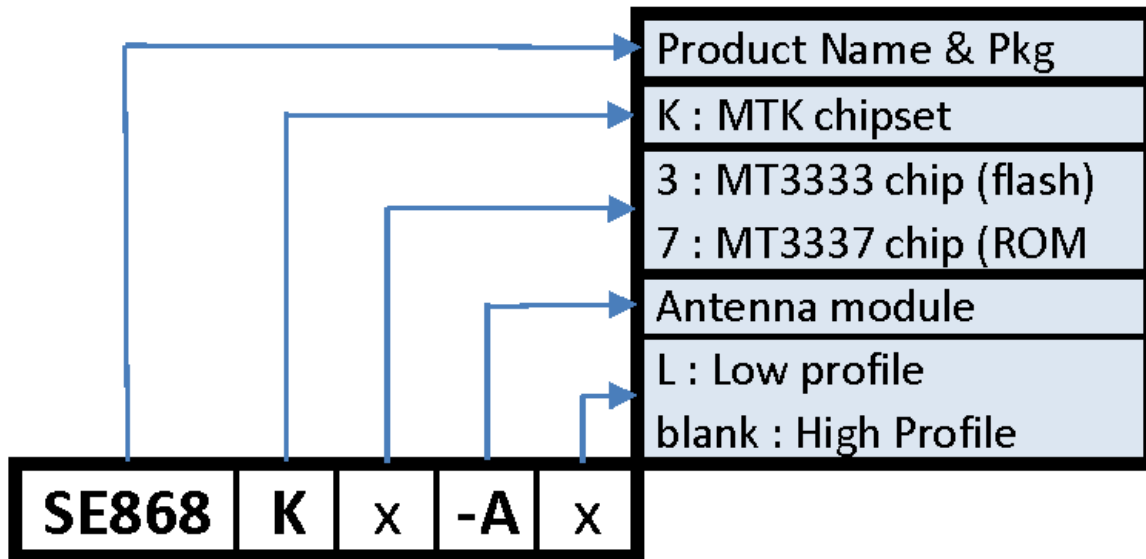 Product Name & Pkg
K : MTK chipset
3 : MT3333 chip (flash)
7 : MT3337 chip (ROM
Antenna module
L : Low profile
blank : High Profile
SE868 K x -A x